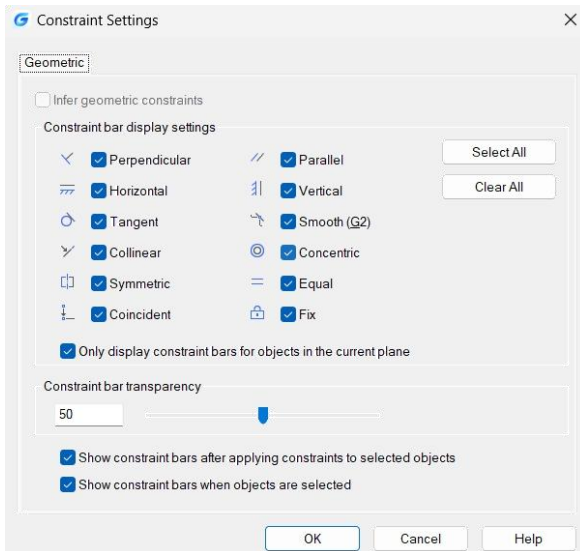 Constraint Settings
Geometric
Infer geometric constraints
Constraint bar display settings
Perpendicular Parallel Select All
Horizontal Vertical Clear All
Tangent Smooth (G2)
Collinear Concentric
Symmetric Equal
Coincident Fix
Only display constraint bars for objects in the current plane
Constraint bar transparency
50
Show constraint bars after applying constraints to selected objects
Show constraint bars when objects are selected
OK Cancel Help